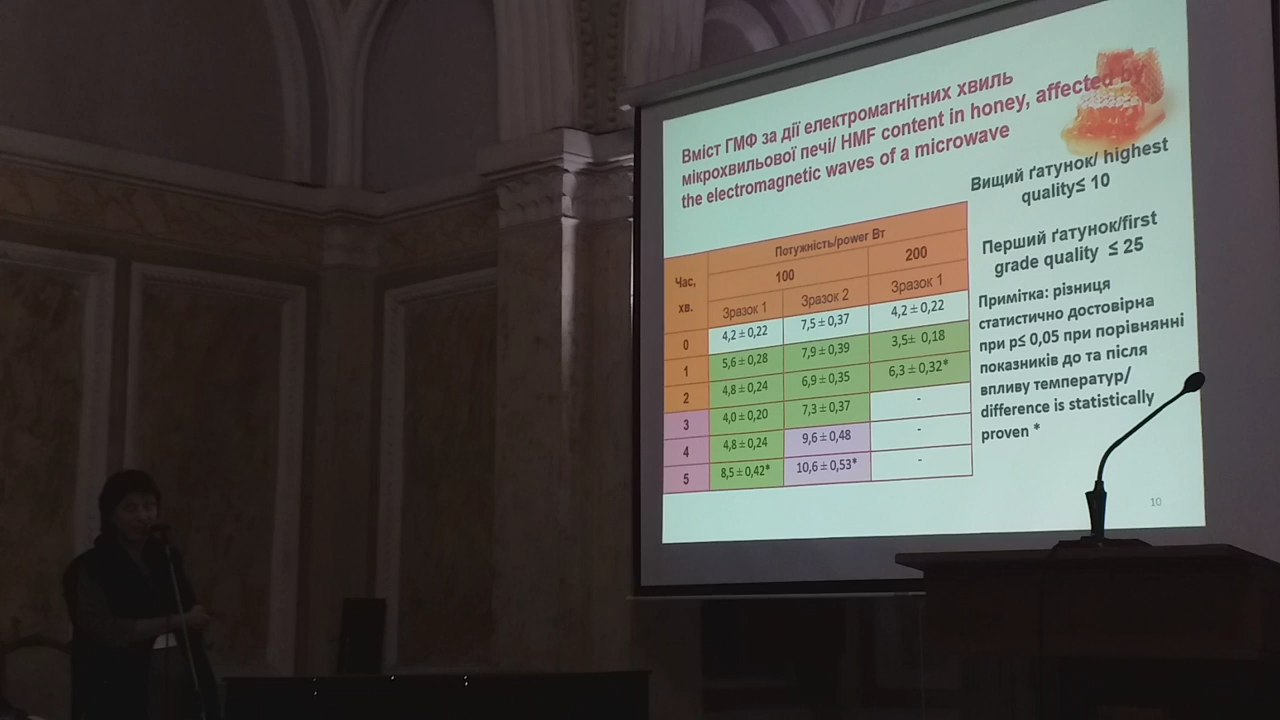 Вміст ГМФ за дії електромагнітних хвиль
мікрохвильової печі/ HMF content in honey, affected by
the electromagnetic waves of a microwave
Вищий ґатунок/ highest
quality≤ 10
Перший ґатунок/first
grade quality ≤ 25
Примітка: різниця
статистично достовірна
при р≤ 0,05 при порівнянні
показників до та після
впливу температур/
difference is statistically
proven *
Час,
хв.
Потужність/power Вт
100 200
Зразок 1 Зразок 2 Зразок 1
0 4,2 ± 0,22 7,5 ± 0,37 4,2 ± 0,22
1 5,6 ± 0,28 7,9 ± 0,39 3,5± 0,18
2 4,8 ± 0,24 6,9 ± 0,35 6,3 ± 0,32*
3 4,0 ± 0,20 7,3 ± 0,37 -
4 4,8 ± 0,24 9,6 ± 0,48 -
5 8,5 ± 0,42* 10,6 ± 0,53* -
10